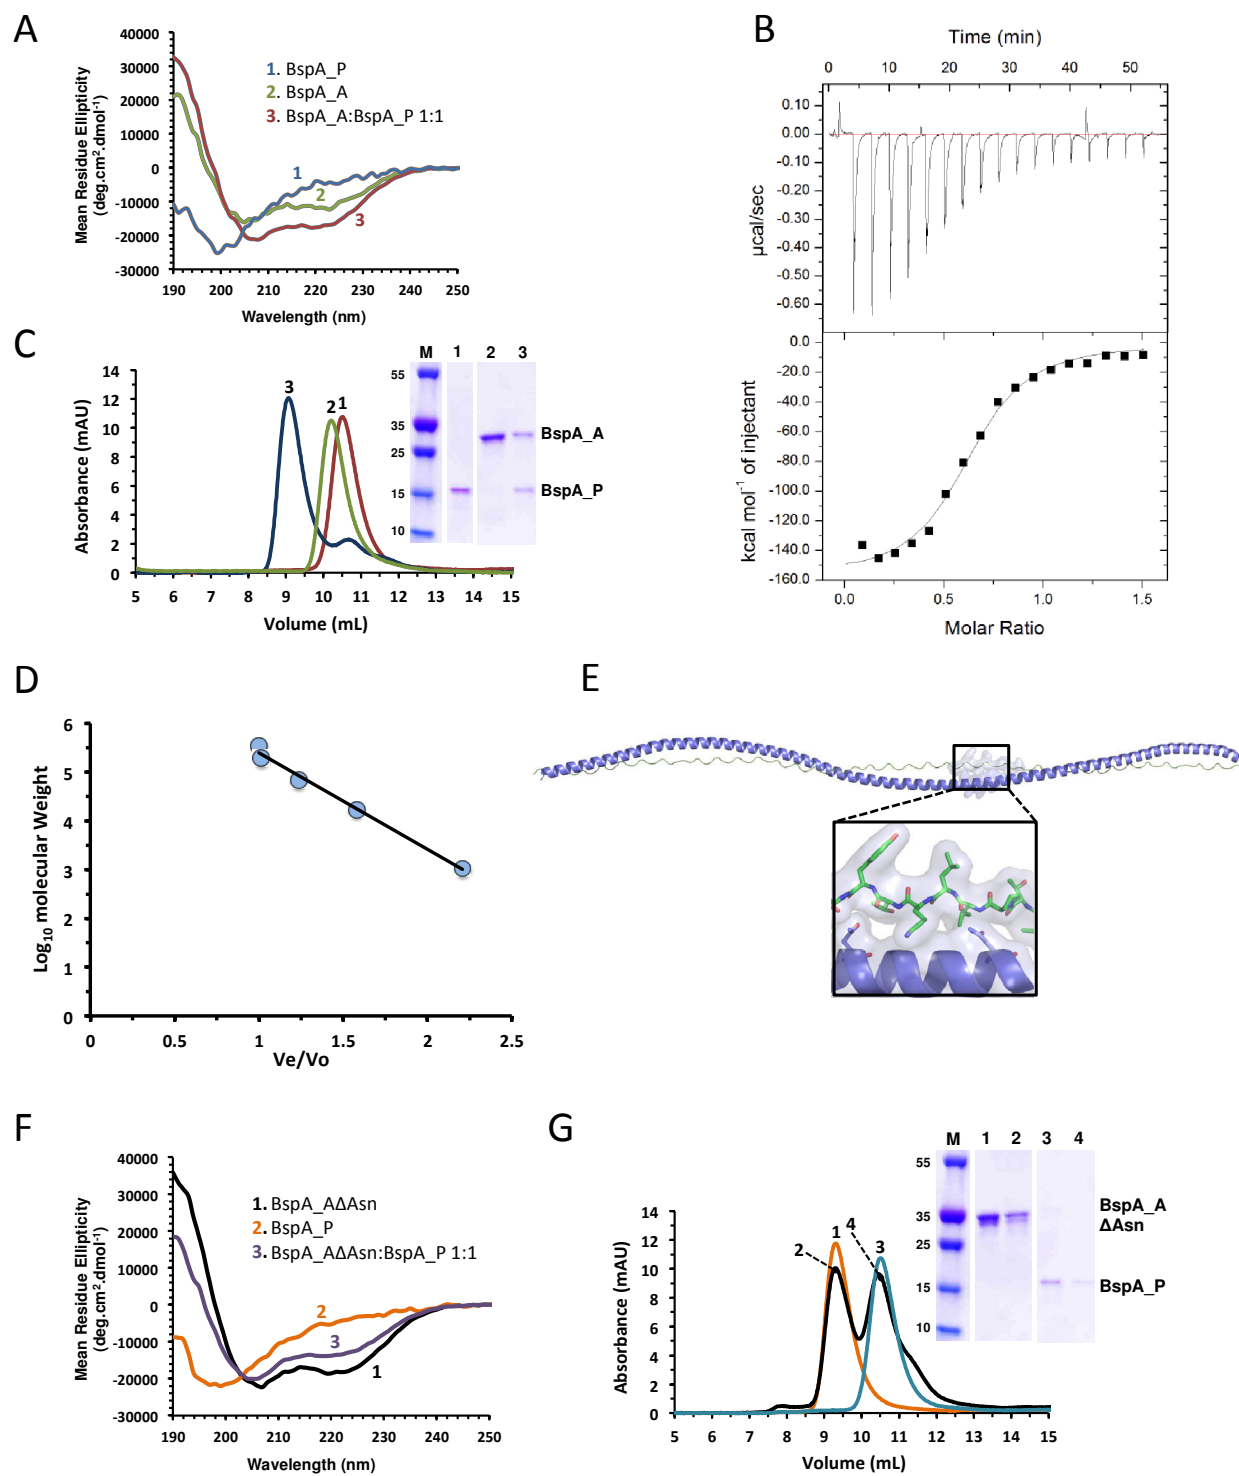 A
40000
30000
20000
10000
0
-10000
-20000
-30000
190 200 210 220 230 240 250
Mean Residue Ellipticity
(deg.cm².dmol⁻¹)
Wavelength (nm)
1. BspA_P
2. BspA_A
3. BspA_A:BspA_P 1:1
1
2
3
B
Time (min)
0 10 20 30 40 50
0.10
0.00
-0.10
-0.20
-0.30
-0.40
-0.50
-0.60
µcal/sec
0.0
-20.0
-40.0
-60.0
-80.0
-100.0
-120.0
-140.0
-160.0
kcal mol⁻¹ of injectant
0.0 0.5 1.0 1.5
Molar Ratio
C
14
12
10
8
6
4
2
0
Absorbance (mAU)
5 6 7 8 9 10 11 12 13 14 15
Volume (mL)
3
2 1
M 1 2 3
55
35
25
15
10
BspA_A
BspA_P
D
6
5
4
3
2
1
0
Log₁₀ molecular Weight
0 0.5 1 1.5 2 2.5
Ve/Vo
E
F
40000
30000
20000
10000
0
-10000
-20000
-30000
190 200 210 220 230 240 250
Mean Residue Ellipticity
(deg.cm².dmol⁻¹)
Wavelength (nm)
1. BspA_AΔAsn
2. BspA_P
3. BspA_AΔAsn:BspA_P 1:1
2
3
1
G
14
12
10
8
6
4
2
0
Absorbance (mAU)
5 6 7 8 9 10 11 12 13 14 15
Volume (mL)
1
2
4
3
M 1 2 3 4
55
35
25
15
10
BspA_A
ΔAsn
BspA_P